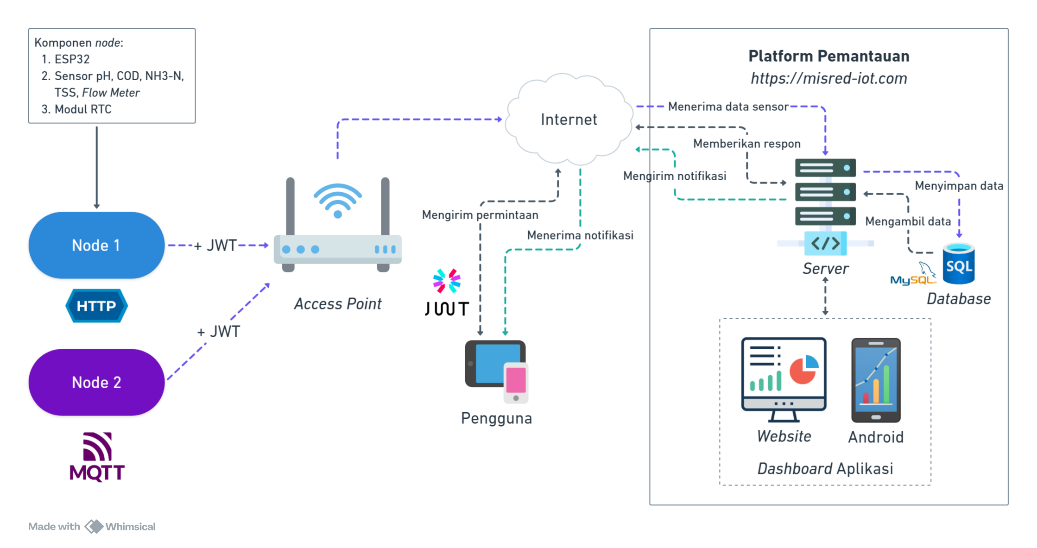 Komponen node:
1. ESP32
2. Sensor pH, COD, NH3-N,
TSS, Flow Meter
3. Modul RTC
Node 1
HTTP
Node 2
MQTT
+ JWT
+ JWT
Access Point
Internet
Mengirim permintaan
Menerima notifikasi
JWT
Pengguna
Platform Pemantauan
https://misred-iot.com
Menerima data sensor
Memberikan respon
Mengirim notifikasi
Menyimpan data
Mengambil data
Server
MySQL
SQL
Database
Website
Android
Dashboard Aplikasi
Made with Whimsical